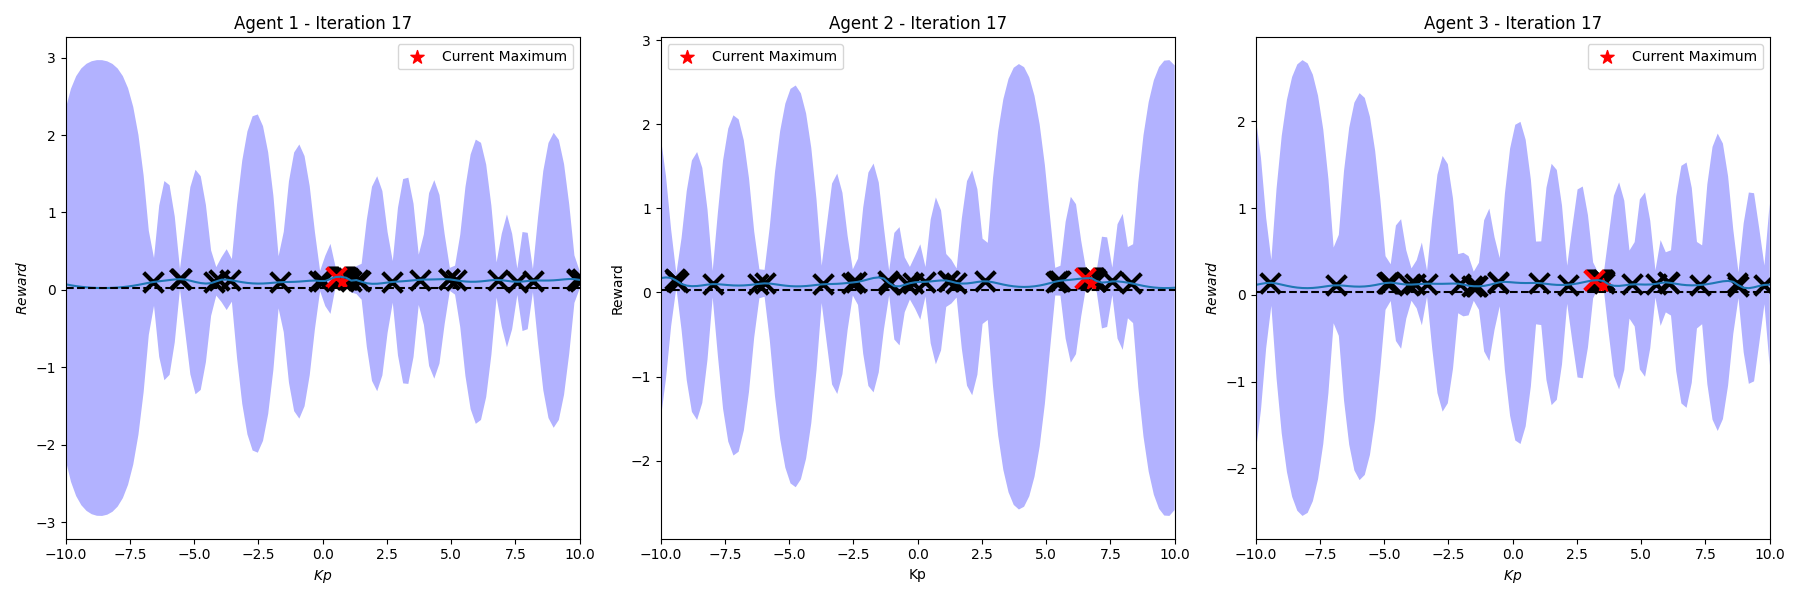 Agent 1 - Iteration 17
Current Maximum
3
2
1
0
−1
−2
−3
Reward
−10.0 −7.5 −5.0 −2.5 0.0 2.5 5.0 7.5 10.0
Kp
Agent 2 - Iteration 17
Current Maximum
3
2
1
0
−1
−2
Reward
−10.0 −7.5 −5.0 −2.5 0.0 2.5 5.0 7.5 10.0
Kp
Agent 3 - Iteration 17
Current Maximum
2
1
0
−1
−2
Reward
−10.0 −7.5 −5.0 −2.5 0.0 2.5 5.0 7.5 10.0
Kp